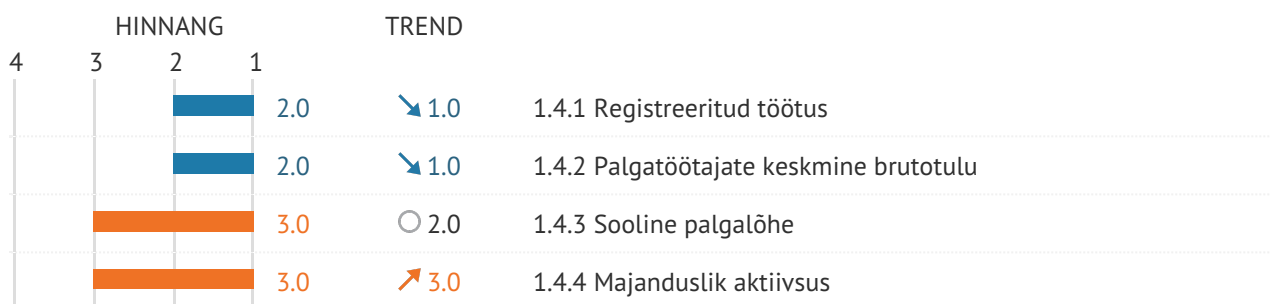 HINNANG TREND
4 3 2 1
2.0 1.0 1.4.1 Registreeritud töötus
2.0 1.0 1.4.2 Palgatöötajate keskmine brutotulu
3.0 2.0 1.4.3 Sooline palgalõhe
3.0 3.0 1.4.4 Majanduslik aktiivsus